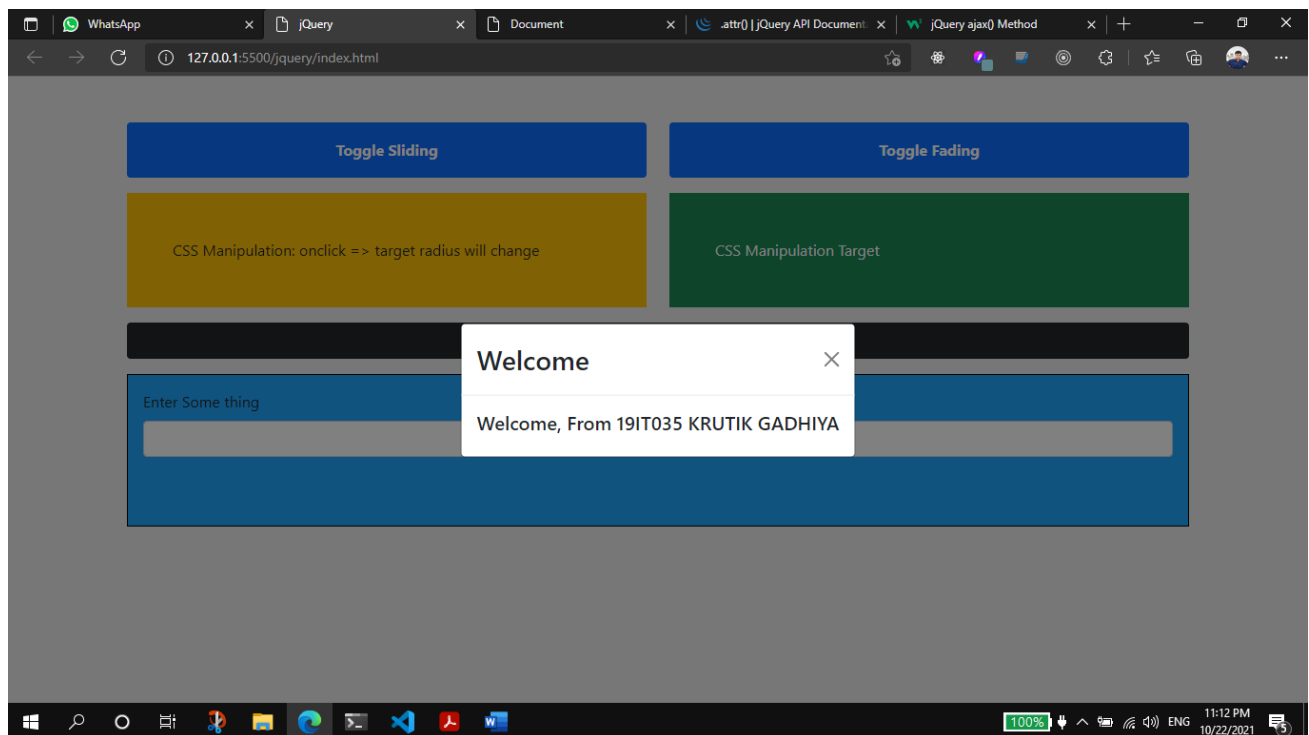 WhatsApp
jQuery
Document
.attr() | jQuery API Document
jQuery ajax() Method
127.0.0.1:5500/jquery/index.html
Toggle Sliding
Toggle Fading
CSS Manipulation: onclick => target radius will change
CSS Manipulation Target
Welcome
Enter Some thing
Welcome, From 19IT035 KRUTIK GADHIYA
100%
ENG
11:12 PM
10/22/2021
5